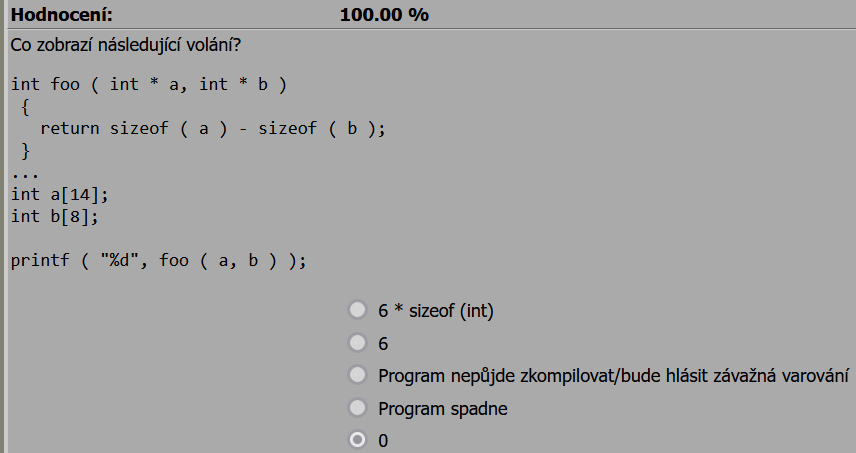 Hodnocení: 100.00 %
Co zobrazí následující volání?
int foo ( int * a, int * b )
{
return sizeof ( a ) - sizeof ( b );
}
...
int a[14];
int b[8];
printf ( "%d", foo ( a, b ) );
6 * sizeof (int)
6
Program nepůjde zkompilovat/bude hlásit závažná varování
Program spadne
0